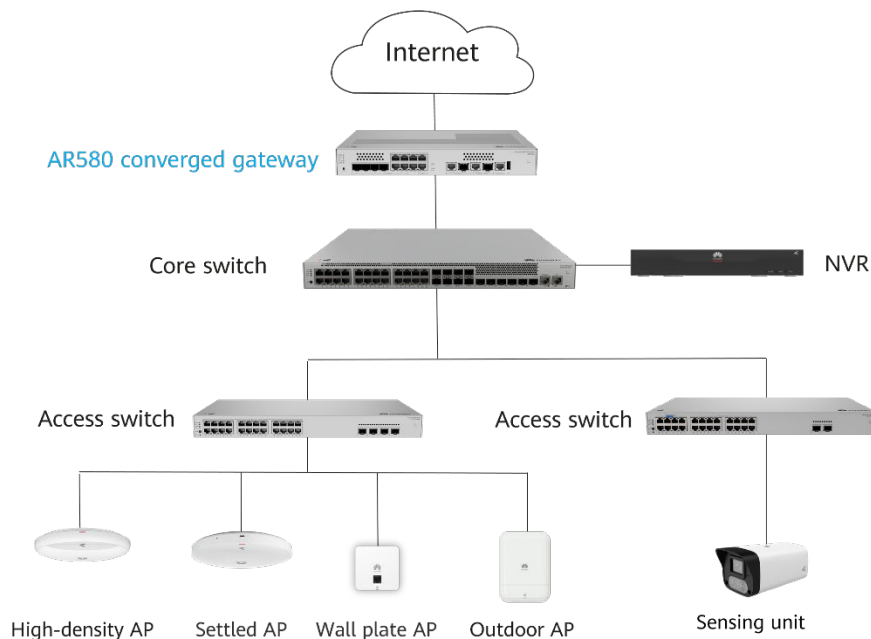 Internet
AR580 converged gateway
Core switch
NVR
Access switch
Access switch
High-density AP
Settled AP
Wall plate AP
Outdoor AP
Sensing unit